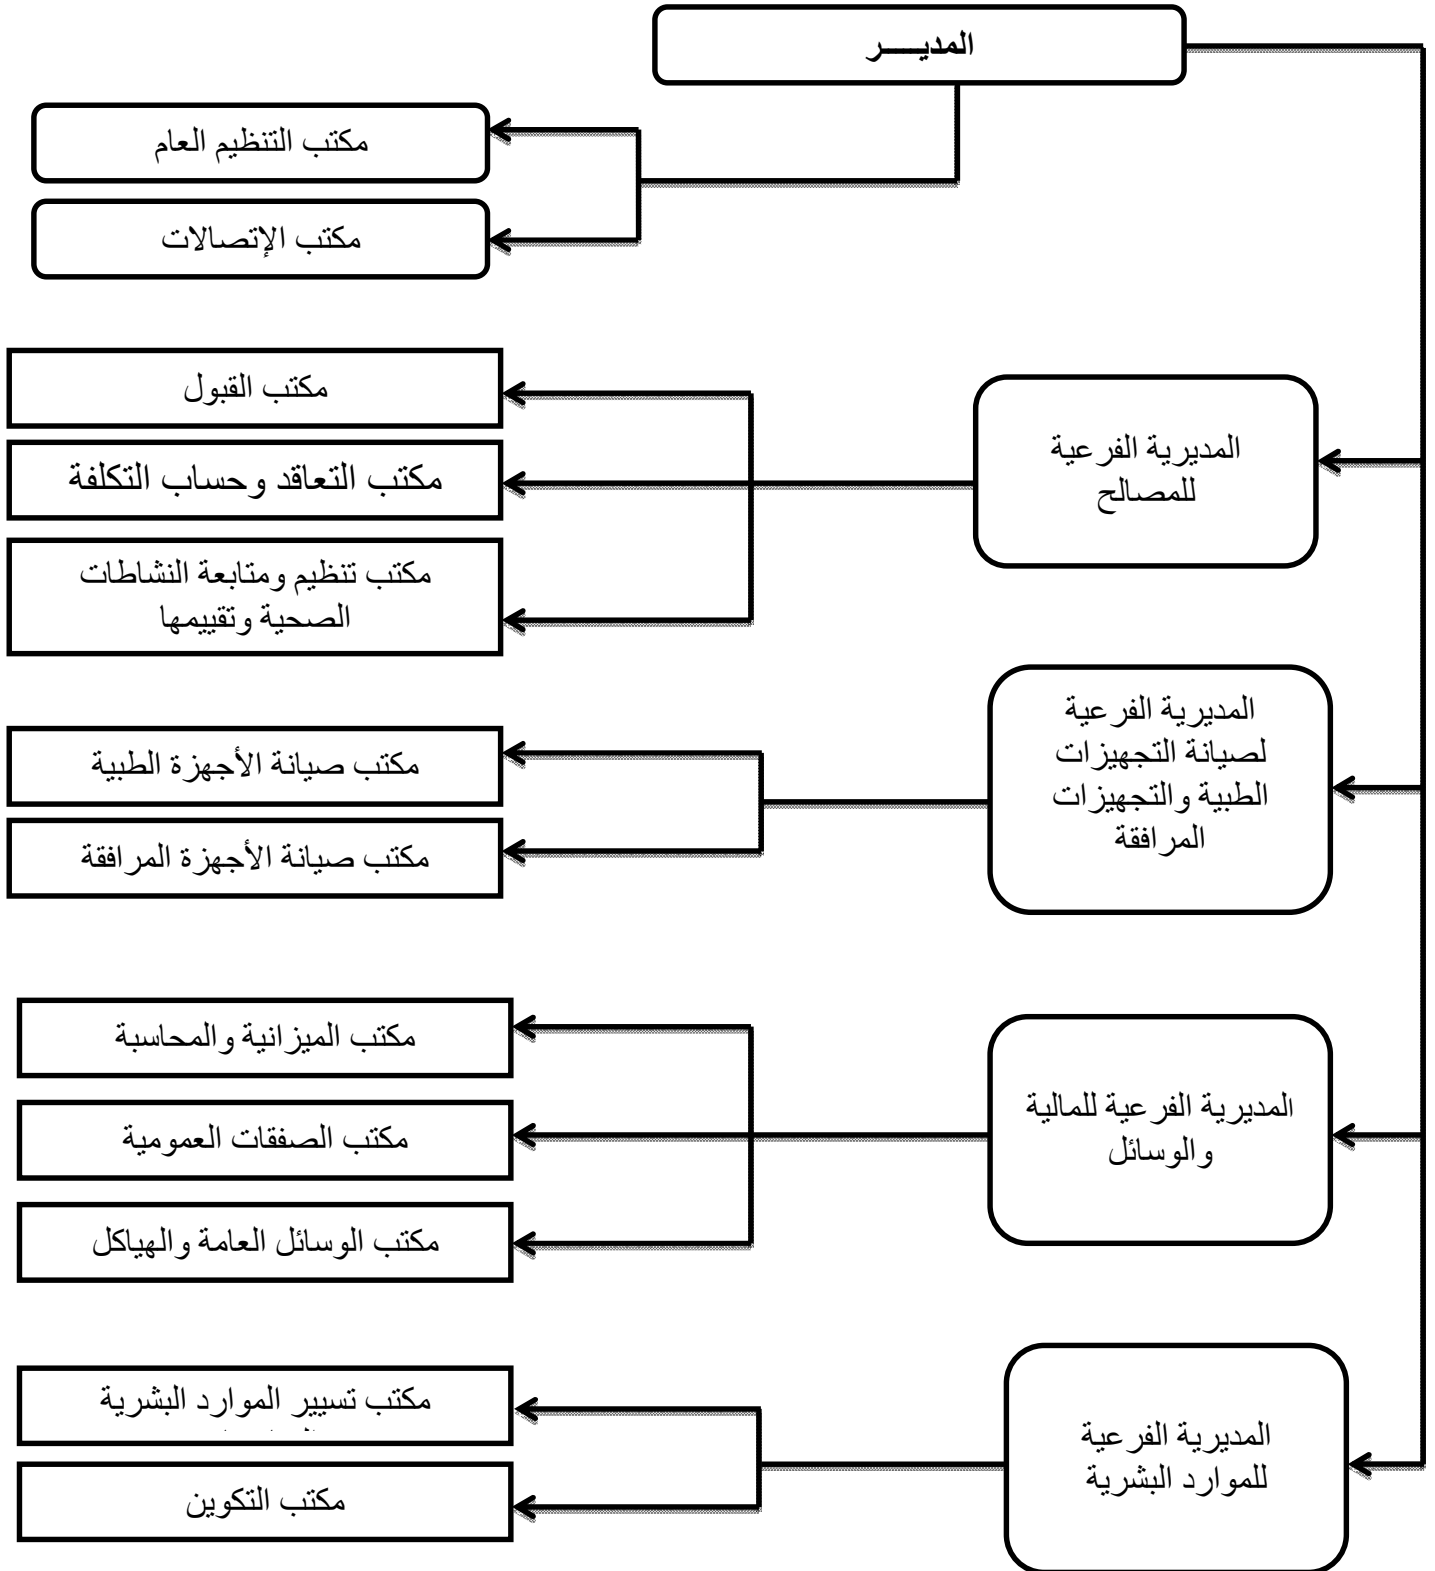 المديـــــر
مكتب التنظيم العام
مكتب الإتصالات
المديرية الفرعية
للمصالح
مكتب القبول
مكتب التعاقد وحساب التكلفة
مكتب تنظيم ومتابعة النشاطات
الصحية وتقييمها
المديرية الفرعية
لصيانة التجهيزات
الطبية والتجهيزات
المرافقة
مكتب صيانة الأجهزة الطبية
مكتب صيانة الأجهزة المرافقة
المديرية الفرعية للمالية
والوسائل
مكتب الميزانية والمحاسبة
مكتب الصفقات العمومية
مكتب الوسائل العامة والهياكل
المديرية الفرعية
للموارد البشرية
مكتب تسيير الموارد البشرية
مكتب التكوين